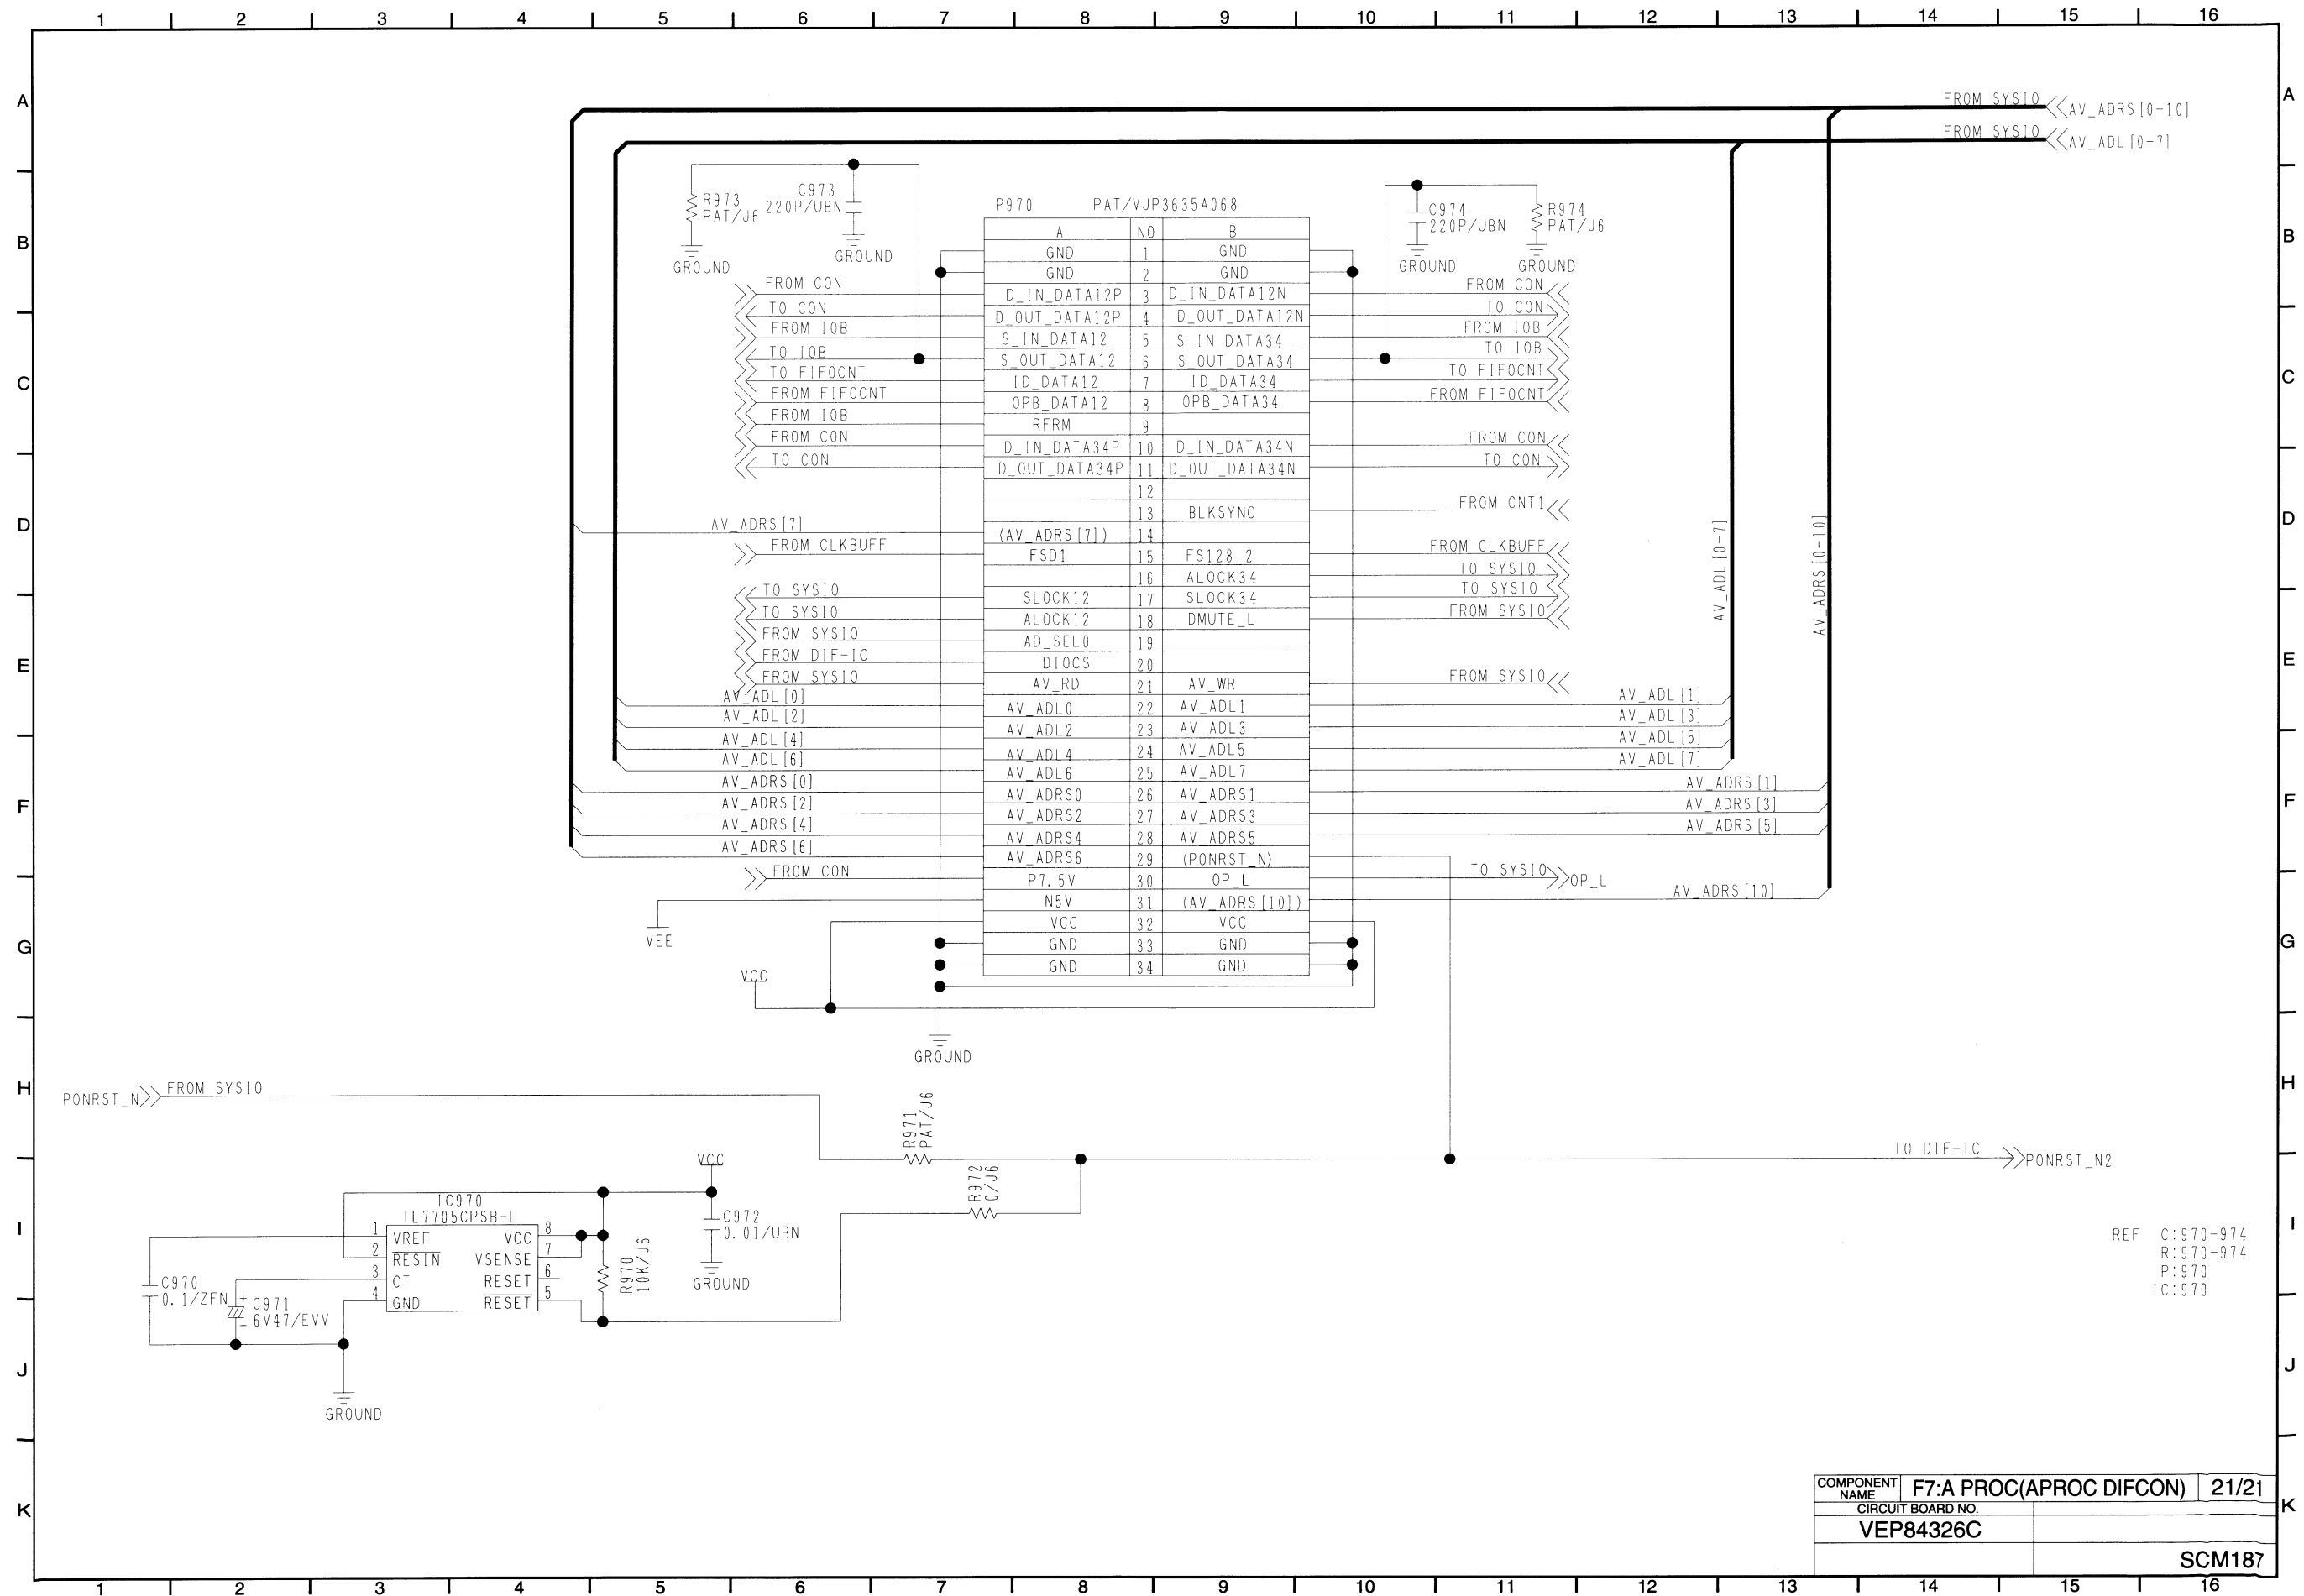 1 2 3 4 5 6 7 8 9 10 11 12 13 14 15 16
A A
FROM SYSIO AV_ADRS[0-10]
FROM SYSIO AV_ADL[0-7]
B B
R973
PAT/J6
GROUND
C973
220P/UBN
GROUND
P970 PAT/VJP3635A068
C974
220P/UBN
GROUND
R974
PAT/J6
GROUND
A NO B
GND 1 GND
GND 2 GND
FROM CON D_IN_DATA12P 3 D_IN_DATA12N FROM CON
TO CON D_OUT_DATA12P 4 D_OUT_DATA12N TO CON
FROM IOB S_IN_DATA12 5 S_IN_DATA34 FROM IOB
TO IOB S_OUT_DATA12 6 S_OUT_DATA34 TO IOB
C C
TO FIFOCNT ID_DATA12 7 ID_DATA34 TO FIFOCNT
FROM FIFOCNT OPB_DATA12 8 OPB_DATA34 FROM FIFOCNT
FROM IOB RFRM 9
FROM CON D_IN_DATA34P 10 D_IN_DATA34N FROM CON
TO CON D_OUT_DATA34P 11 D_OUT_DATA34N TO CON
12
13 BLKSYNC FROM CNT1
D D
AV_ADRS[7] (AV_ADRS[7]) 14
FROM CLKBUFF FSD1 15 FS128_2 FROM CLKBUFF
16 ALOCK34 TO SYSIO
TO SYSIO SLOCK12 17 SLOCK34 TO SYSIO
TO SYSIO ALOCK12 18 DMUTE_L FROM SYSIO
FROM SYSIO AD_SEL0 19
FROM DIF-IC DIOCS 20
FROM SYSIO AV_RD 21 AV_WR FROM SYSIO
AV_ADL[0-7]
AV_ADRS[0-10]
E E
AV_ADL[0] AV_ADL0 22 AV_ADL1 AV_ADL[1]
AV_ADL[2] AV_ADL2 23 AV_ADL3 AV_ADL[3]
AV_ADL[4] AV_ADL4 24 AV_ADL5 AV_ADL[5]
AV_ADL[6] AV_ADL6 25 AV_ADL7 AV_ADL[7]
AV_ADRS[0] AV_ADRS0 26 AV_ADRS1 AV_ADRS[1]
F F
AV_ADRS[2] AV_ADRS2 27 AV_ADRS3 AV_ADRS[3]
AV_ADRS[4] AV_ADRS4 28 AV_ADRS5 AV_ADRS[5]
AV_ADRS[6] AV_ADRS6 29 (PONRST_N)
FROM CON P7.5V 30 OP_L TO SYSIO OP_L
N5V 31 (AV_ADRS[10]) AV_ADRS[10]
VCC 32 VCC
VEE
G G
GND 33 GND
GND 34 GND
VCC
GROUND
H H
PONRST_N FROM SYSIO
R971
PAT/J6
TO DIF-IC PONRST_N2
R972
0/J6
VCC
IC970
TL7705CPSB-L
1 VREF VCC 8
2 RESIN VSENSE 7
3 CT RESET 6
4 GND RESET 5
R970
10K/J6
C972
0.01/UBN
GROUND
I I
C970
0.1/ZFN
+ C971
- 6V47/EVV
GROUND
REF C:970-974
R:970-974
P:970
IC:970
J J
K K
COMPONENT NAME F7:A PROC(APROC DIFCON) 21/21
CIRCUIT BOARD NO.
VEP84326C
SCM187
1 2 3 4 5 6 7 8 9 10 11 12 13 14 15 16